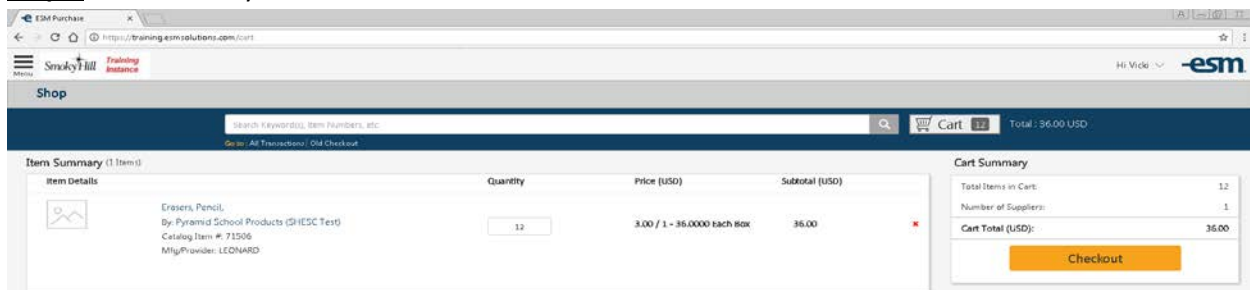 ESM Purchase
https://training.esmsolutions.com/cart
Menu
SmokyHill
Training
Instance
Hi Vicki
-esm
Shop
Search Keyword(s), Item Numbers, etc.
Cart 12
Total : 36.00 USD
Go to : All Transactions | Old Checkout
Item Summary (1 Items)
Cart Summary
Item Details Quantity Price (USD) Subtotal (USD)
Total Items in Cart: 12
Erasers, Pencil,
Number of Suppliers: 1
By: Pyramid School Products (SHESC Test)
12
3.00 / 1 - 36.0000 Each Box
36.00
Catalog Item #: 71506
Cart Total (USD): 36.00
Mfg/Provider: LEONARD
Checkout